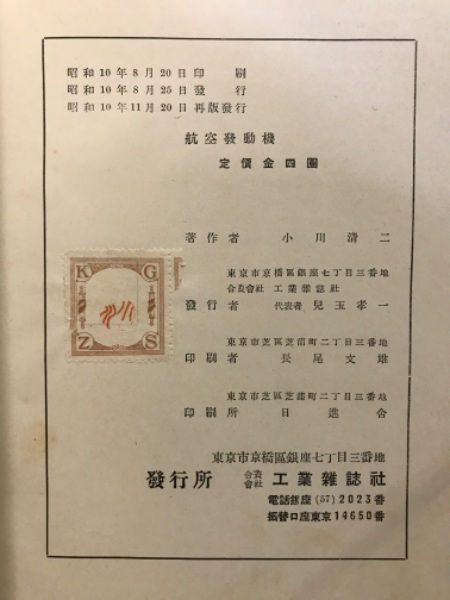 昭和10年8月20日印刷
昭和10年8月25日發行
昭和10年11月20日再版發行
航空發動機
定價金四圓
著作者 小川清二
東京市京橋區銀座七丁目三番地
合資會社 工業雜誌社
發行者 代表者 兒玉孝一
東京市芝區芝浦町二丁目三番地
印刷者 長尾文雄
東京市芝區芝浦町二丁目三番地
印刷所 日進舍
K G
Z S
東京市京橋區銀座七丁目三番地
發行所 合資會社 工業雜誌社
電話銀座(57)2023番
振替口座東京14650番